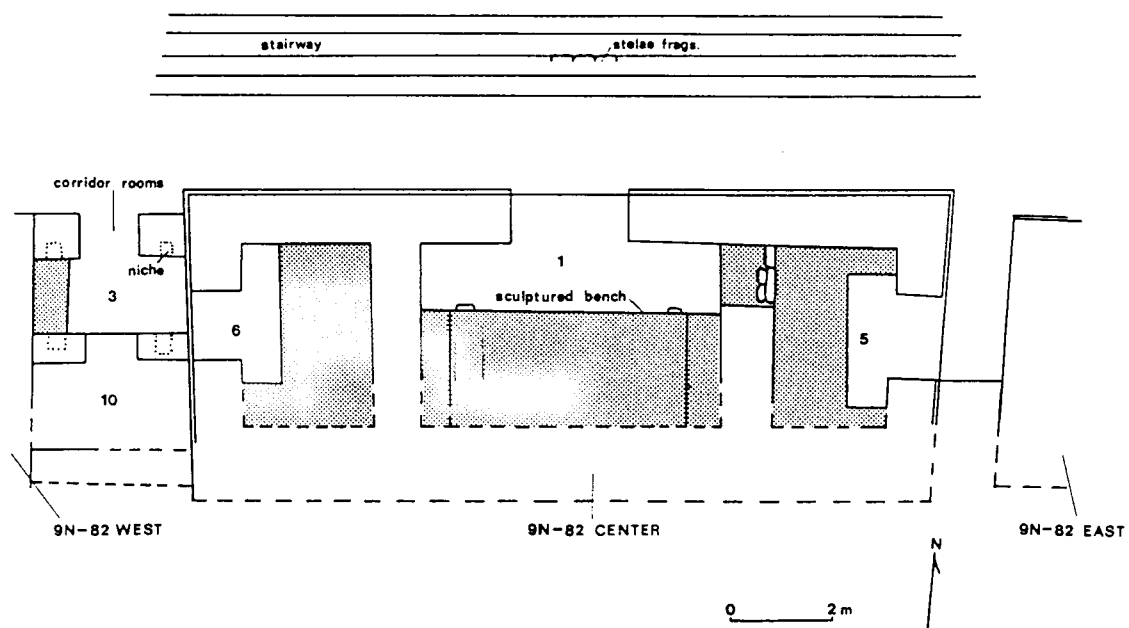 stairway
stelae frags.
corridor rooms
niche
1
3
sculptured bench
6
5
10
9N-82 WEST
9N-82 CENTER
9N-82 EAST
N
0 2 m